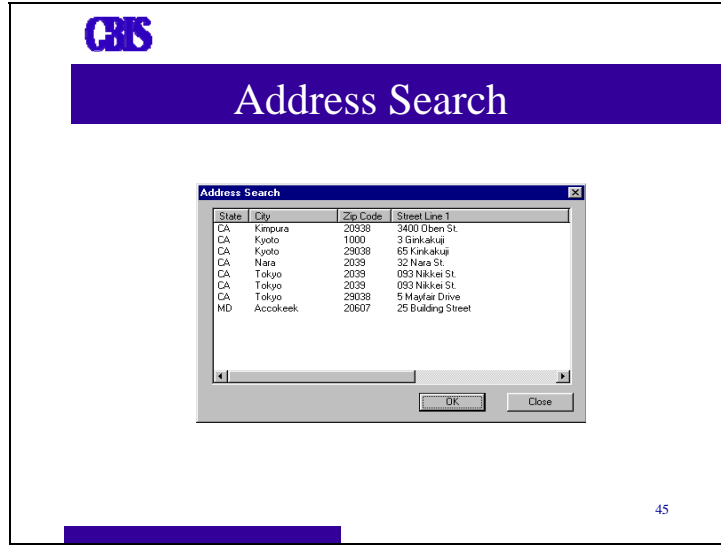 CBIS
Address Search
Address Search
State City Zip Code Street Line 1
CA Kimpura 20938 3400 Oben St.
CA Kyoto 1000 3 Ginkakuji
CA Kyoto 29038 65 Kinkakuji
CA Nara 2039 32 Nara St.
CA Tokyo 2039 093 Nikkei St.
CA Tokyo 2039 093 Nikkei St.
CA Tokyo 29038 5 Mayfair Drive
MD Accokeek 20607 25 Building Street
OK Close
45